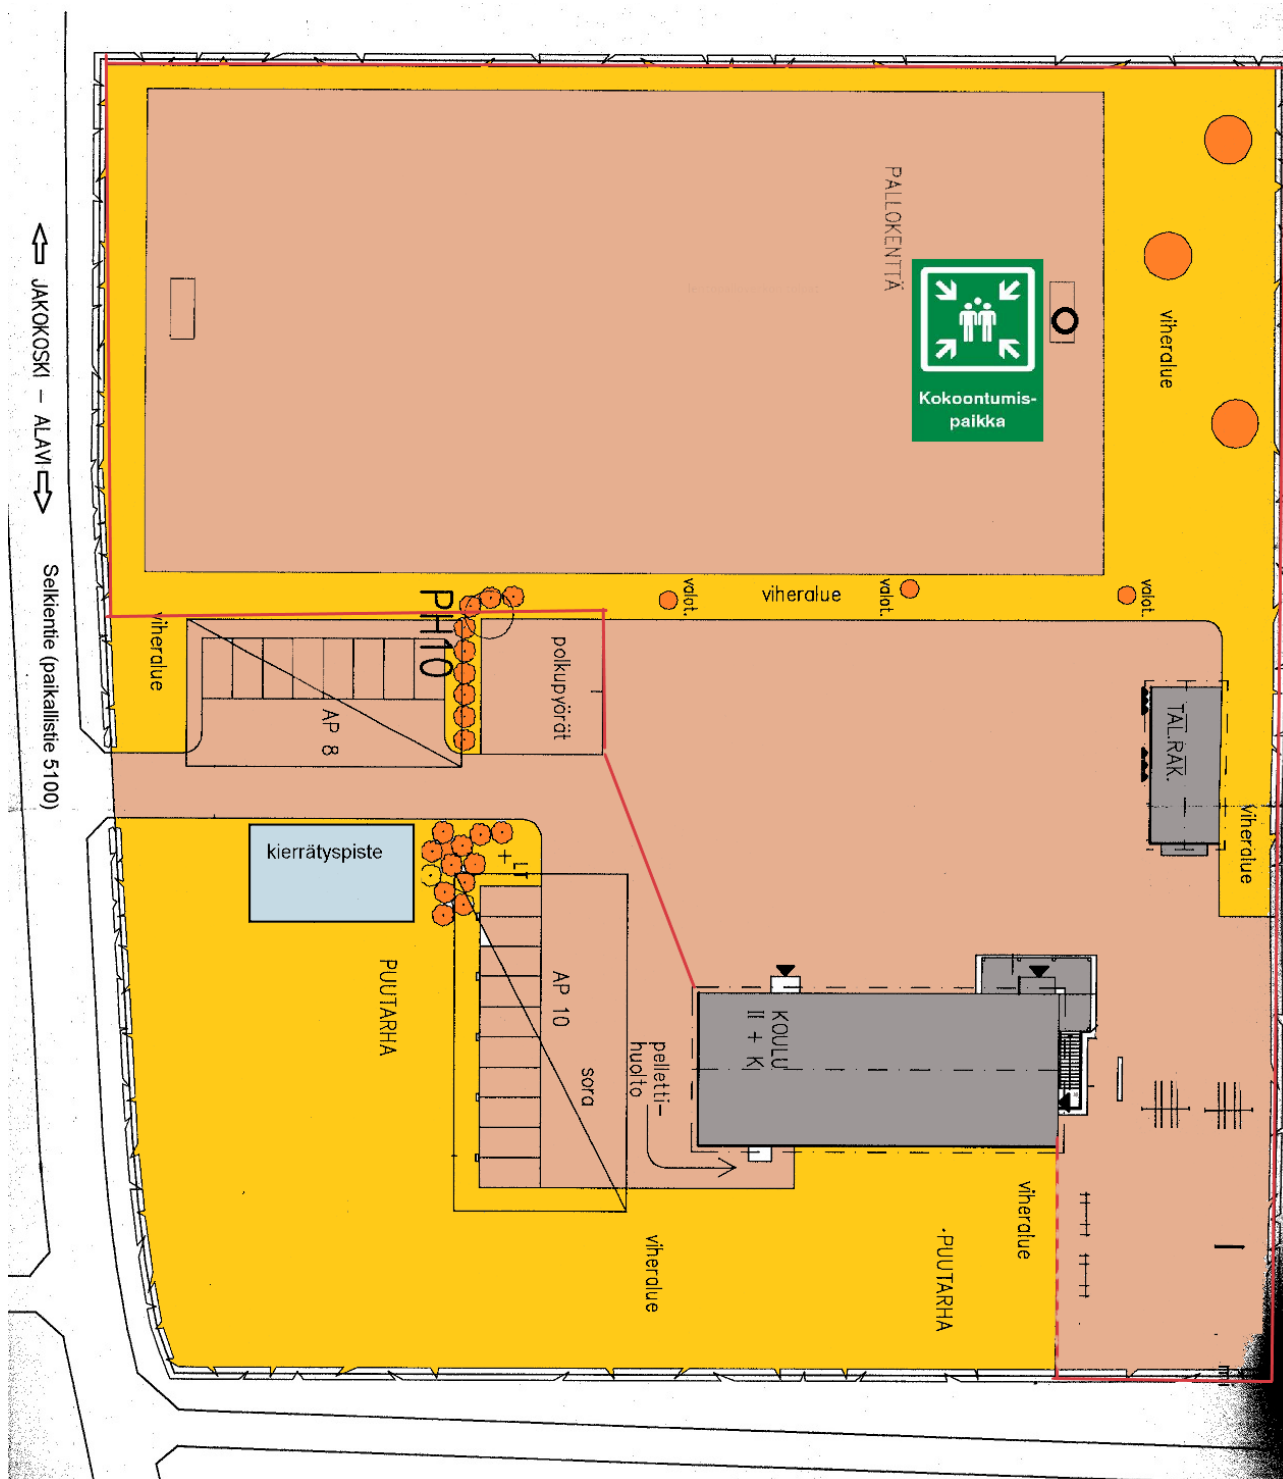 PALLOKENTTÄ
Kokoontumis-
paikka
viheralue
JAKOKOSKI – ALAVI
Selkientie (paikallistie 5100)
valot.
viheralue
valot.
valot.
viheralue
PH10
polkupyörät
AP 8
TAL.RAK.
viheralue
kierrätyspiste
+ LT
PUUTARHA
AP 10
sora
pelletti-
huolto
KOULU
II + K
viheralue
viheralue
PUUTARHA